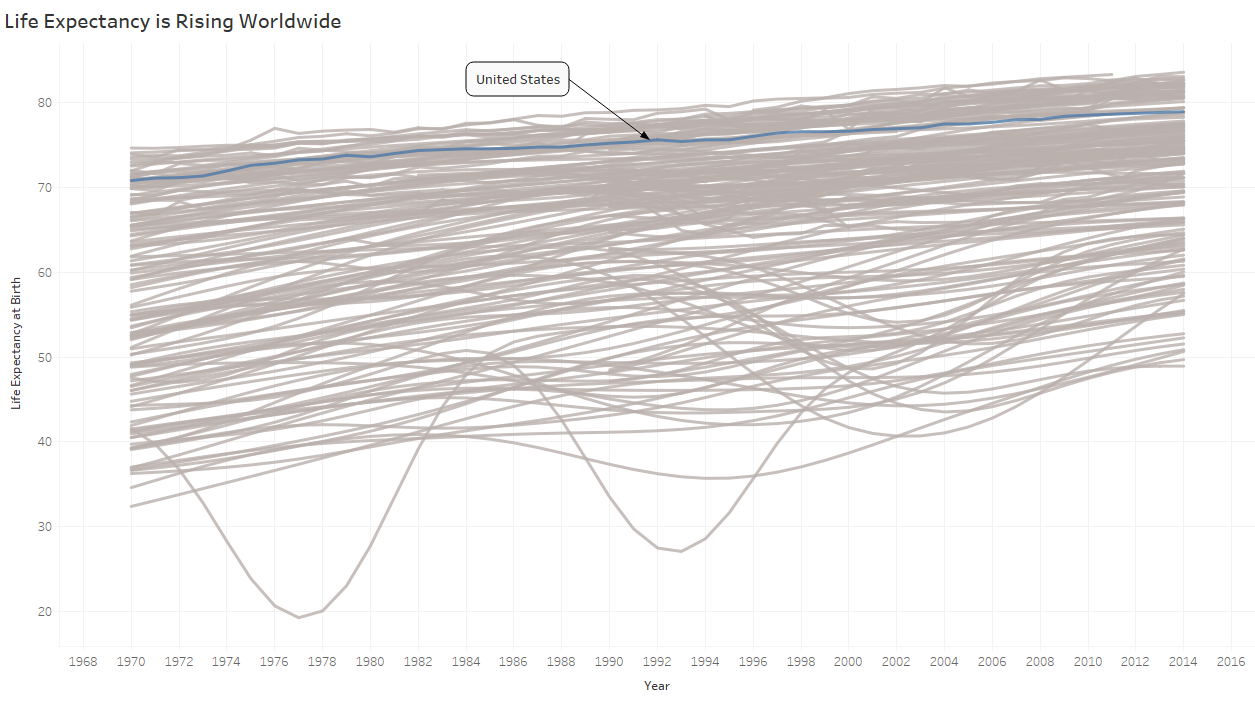 Life Expectancy is Rising Worldwide
United States
80
70
60
50
40
30
20
Life Expectancy at Birth
1968 1970 1972 1974 1976 1978 1980 1982 1984 1986 1988 1990 1992 1994 1996 1998 2000 2002 2004 2006 2008 2010 2012 2014 2016
Year